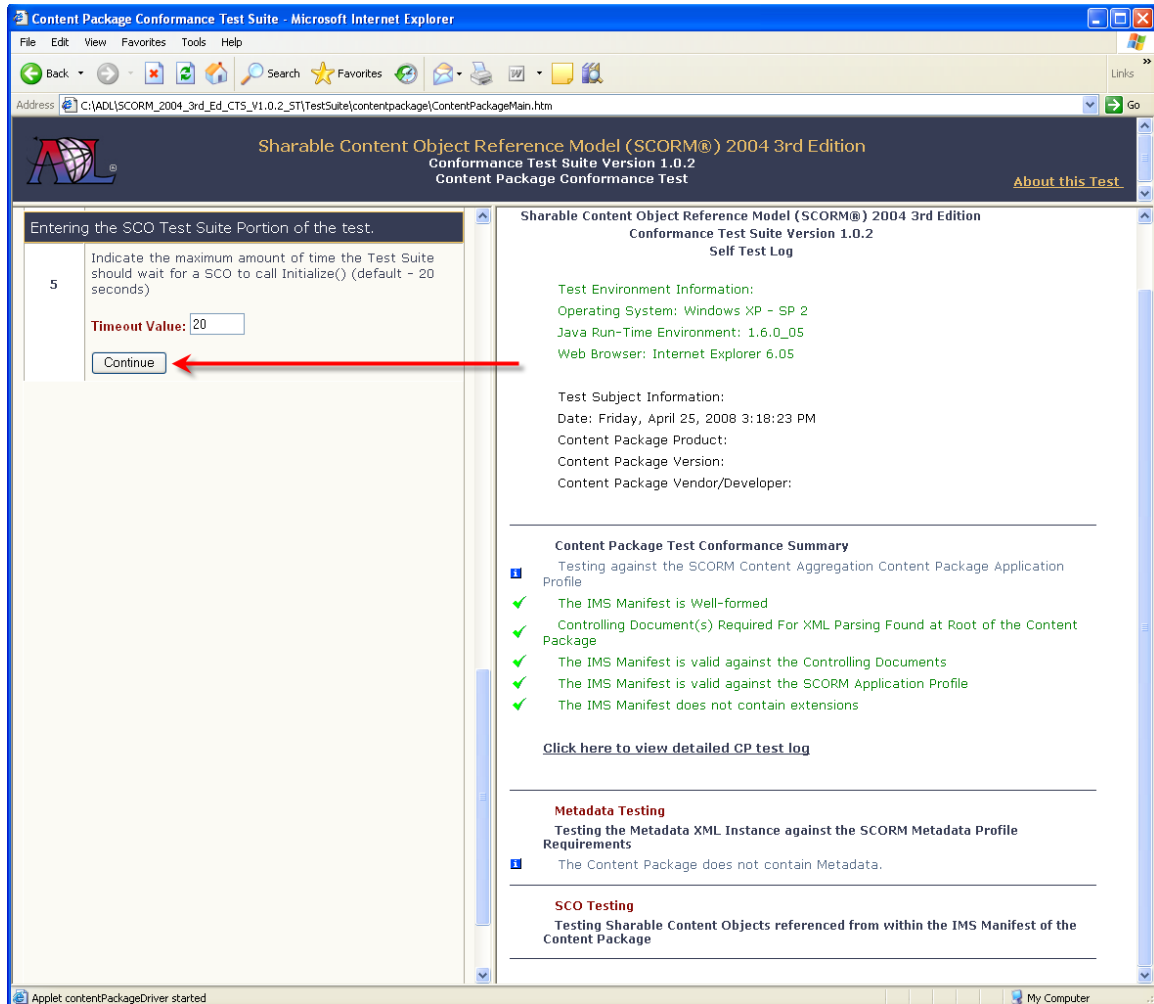 Content Package Conformance Test Suite - Microsoft Internet Explorer
File Edit View Favorites Tools Help
Back Search Favorites Links
Address C:\ADL\SCORM_2004_3rd_Ed_CTS_V1.0.2_ST\TestSuite\contentpackage\ContentPackageMain.htm Go
ADL®
Sharable Content Object Reference Model (SCORM®) 2004 3rd Edition
Conformance Test Suite Version 1.0.2
Content Package Conformance Test
About this Test
Entering the SCO Test Suite Portion of the test.
5
Indicate the maximum amount of time the Test Suite
should wait for a SCO to call Initialize() (default - 20
seconds)
Timeout Value: 20
Continue
Sharable Content Object Reference Model (SCORM®) 2004 3rd Edition
Conformance Test Suite Version 1.0.2
Self Test Log
Test Environment Information:
Operating System: Windows XP - SP 2
Java Run-Time Environment: 1.6.0_05
Web Browser: Internet Explorer 6.05
Test Subject Information:
Date: Friday, April 25, 2008 3:18:23 PM
Content Package Product:
Content Package Version:
Content Package Vendor/Developer:
Content Package Test Conformance Summary
Testing against the SCORM Content Aggregation Content Package Application
Profile
The IMS Manifest is Well-formed
Controlling Document(s) Required For XML Parsing Found at Root of the Content
Package
The IMS Manifest is valid against the Controlling Documents
The IMS Manifest is valid against the SCORM Application Profile
The IMS Manifest does not contain extensions
Click here to view detailed CP test log
Metadata Testing
Testing the Metadata XML Instance against the SCORM Metadata Profile
Requirements
The Content Package does not contain Metadata.
SCO Testing
Testing Sharable Content Objects referenced from within the IMS Manifest of the
Content Package
Applet contentPackageDriver started
My Computer